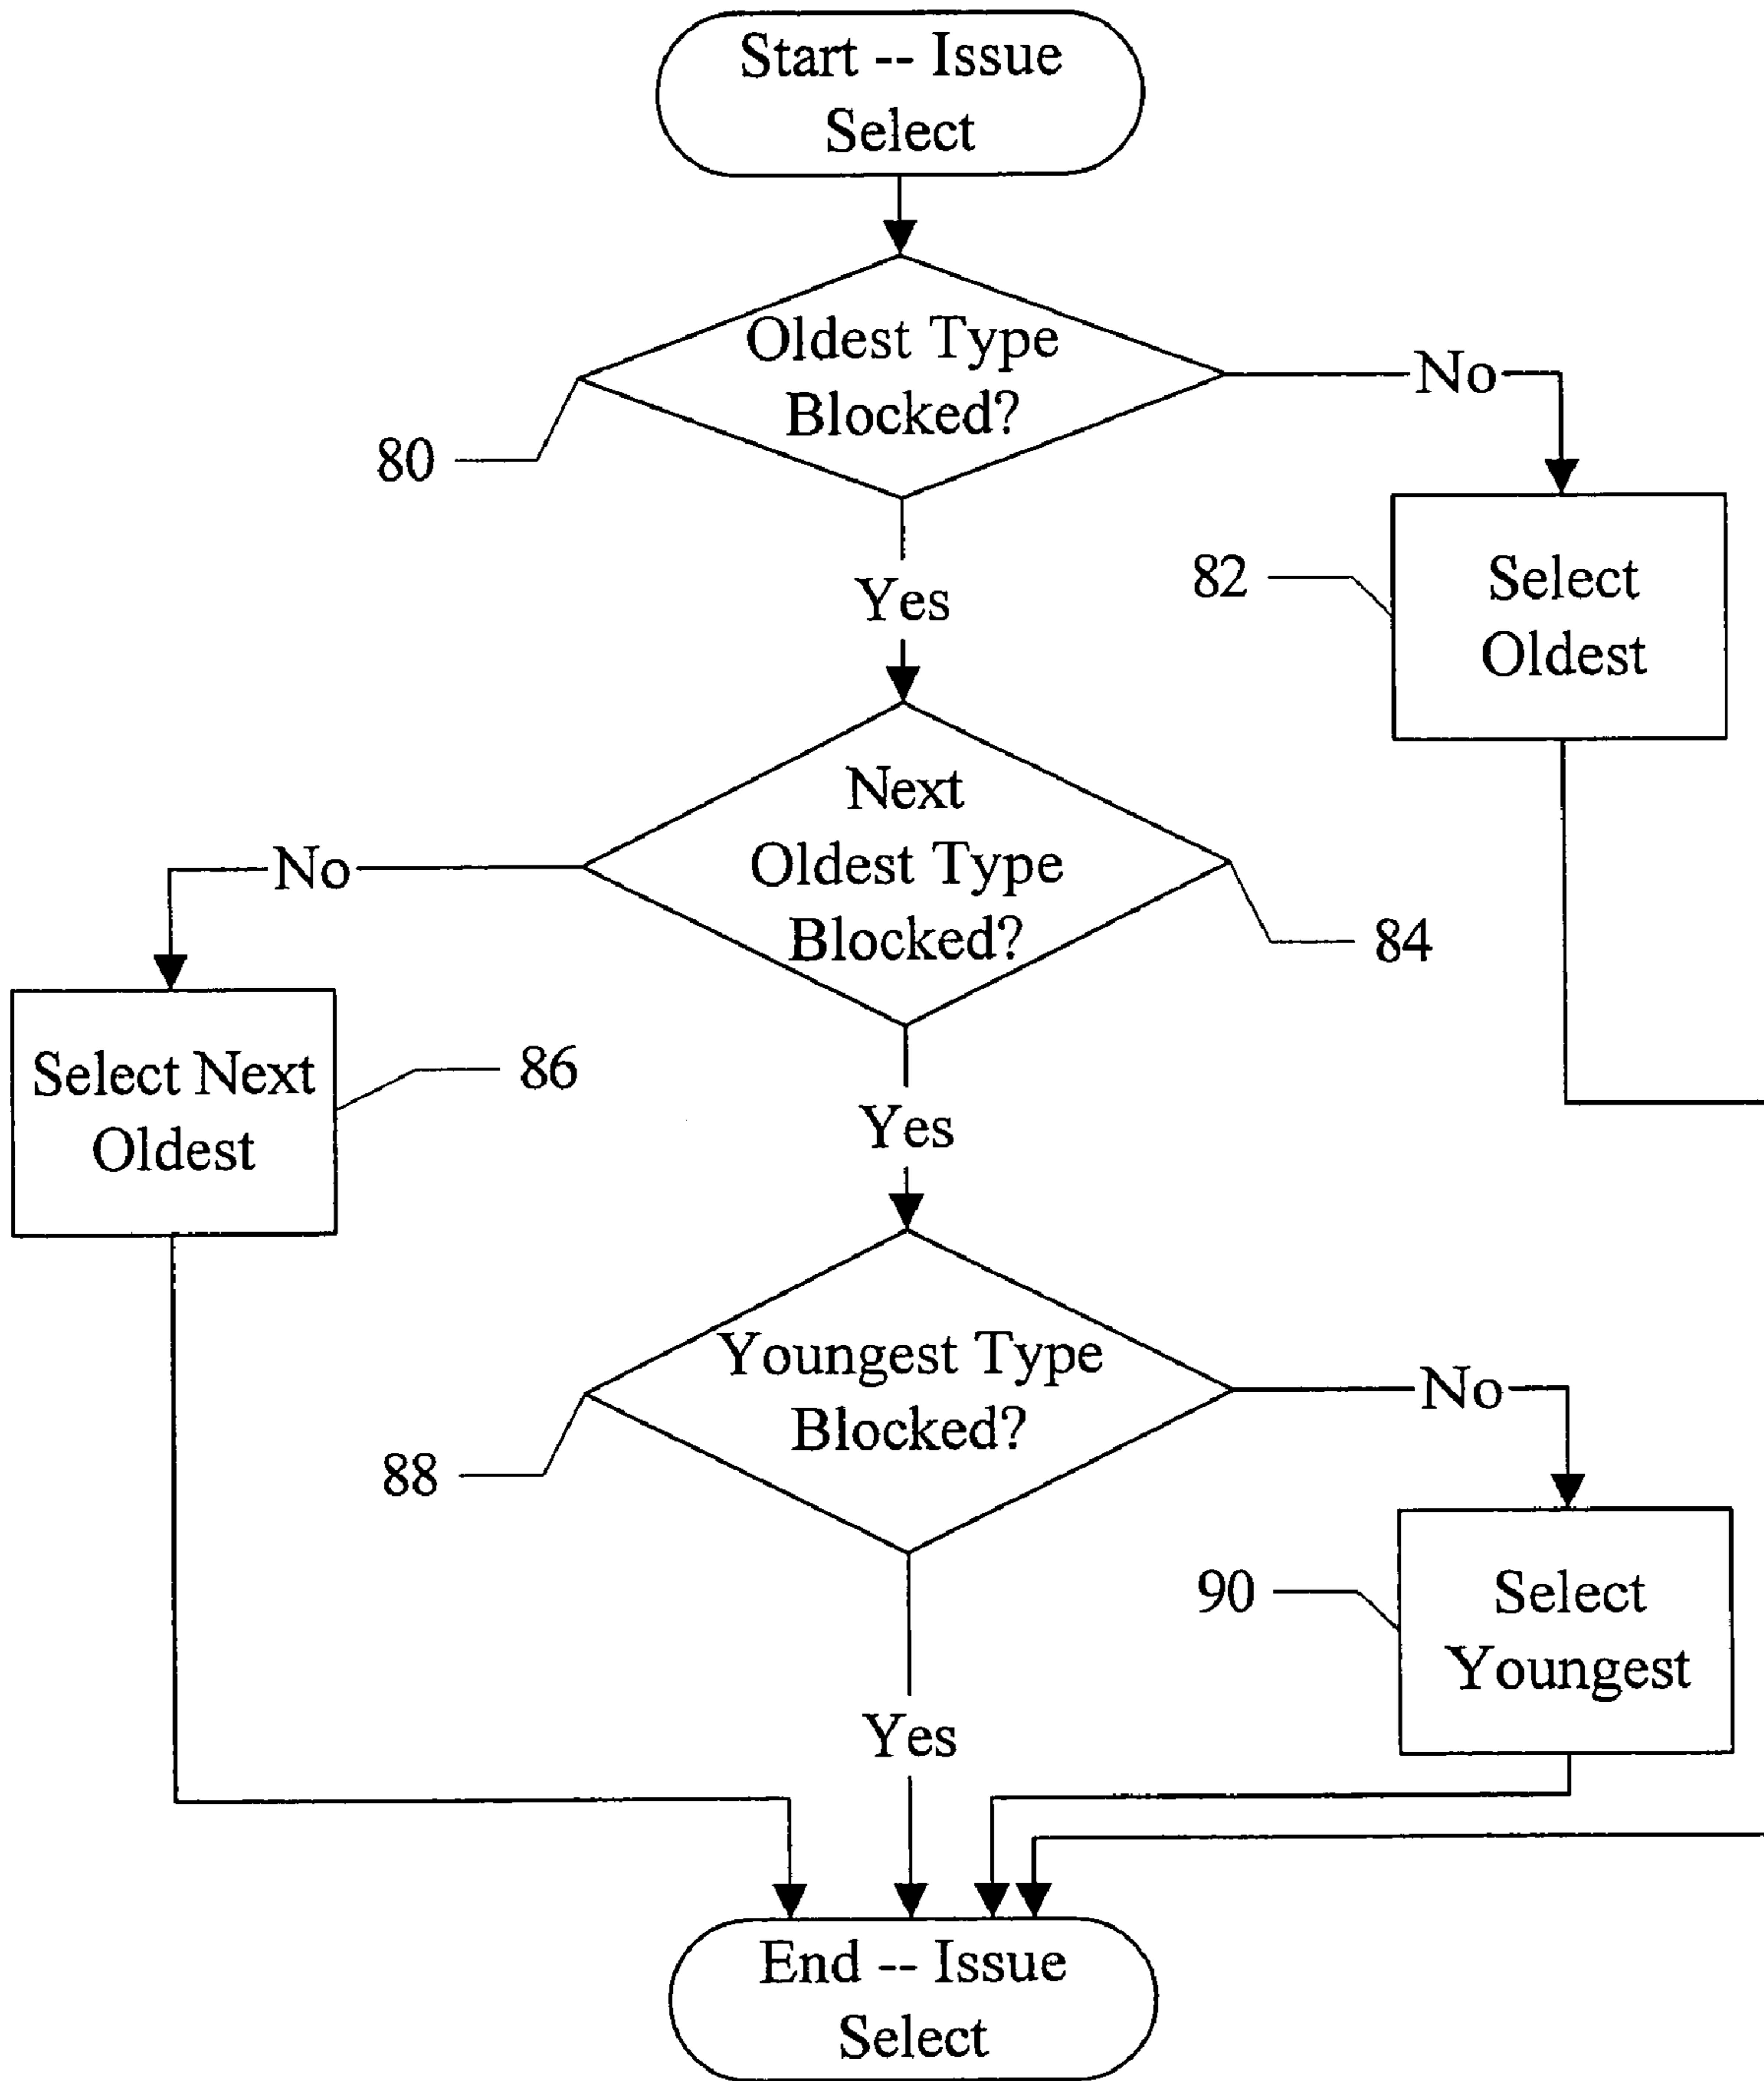 Start -- Issue
Select
Oldest Type
Blocked?
No
80
Yes
82
Select
Oldest
Next
Oldest Type
Blocked?
No
84
Select Next
Oldest
86
Yes
Youngest Type
Blocked?
No
88
90
Select
Youngest
Yes
End -- Issue
Select